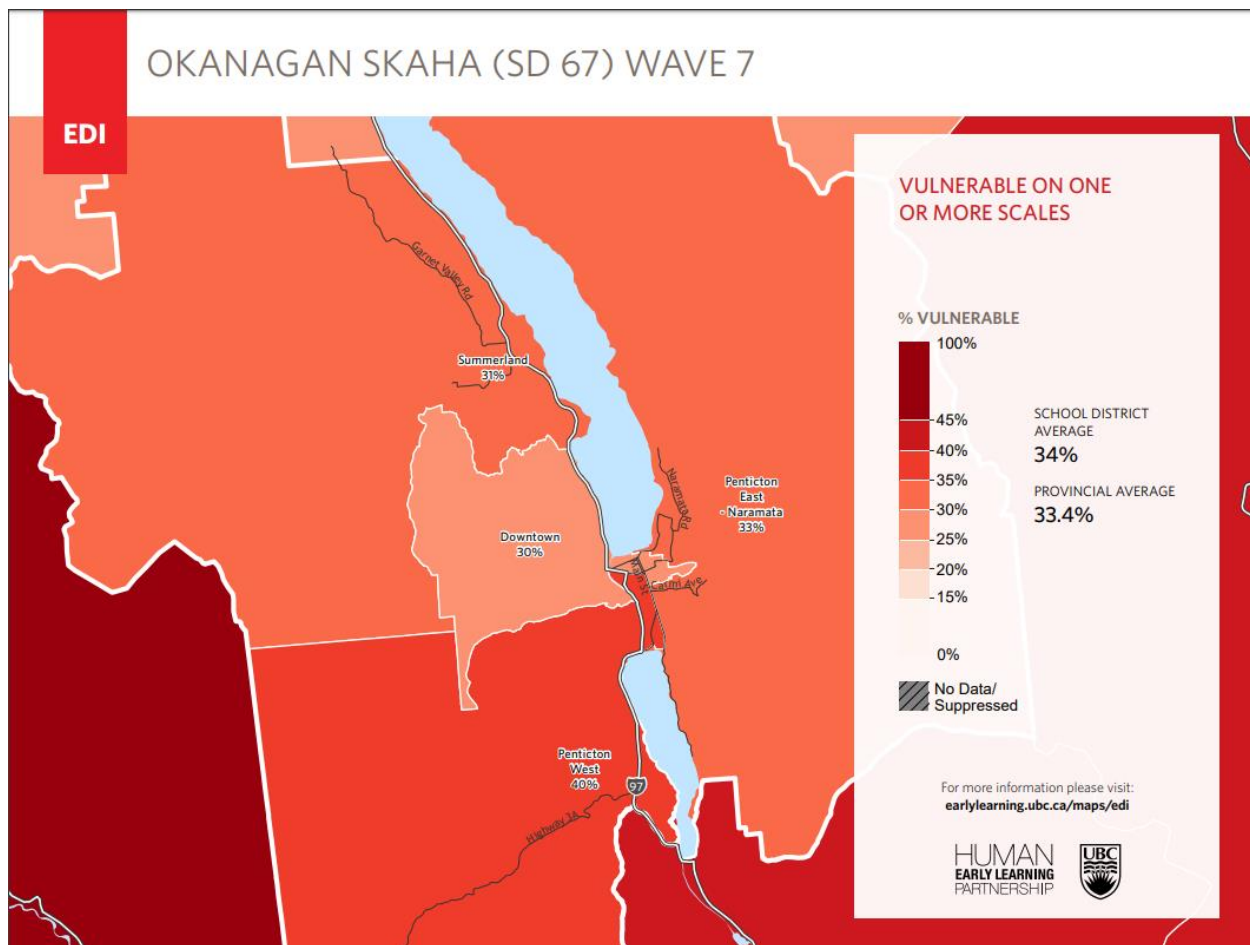 OKANAGAN SKAHA (SD 67) WAVE 7
EDI
Garnet Valley Rd
Summerland
31%
Downtown
30%
Naramata Rd
Penticton
East
- Naramata
33%
Main St
Carmi Ave
Penticton
West
40%
97
Highway 3A
VULNERABLE ON ONE
OR MORE SCALES
% VULNERABLE
100%
45%
40%
35%
30%
25%
20%
15%
0%
No Data/
Suppressed
SCHOOL DISTRICT
AVERAGE
34%
PROVINCIAL AVERAGE
33.4%
For more information please visit:
earlylearning.ubc.ca/maps/edi
HUMAN
EARLY LEARNING
PARTNERSHIP
UBC